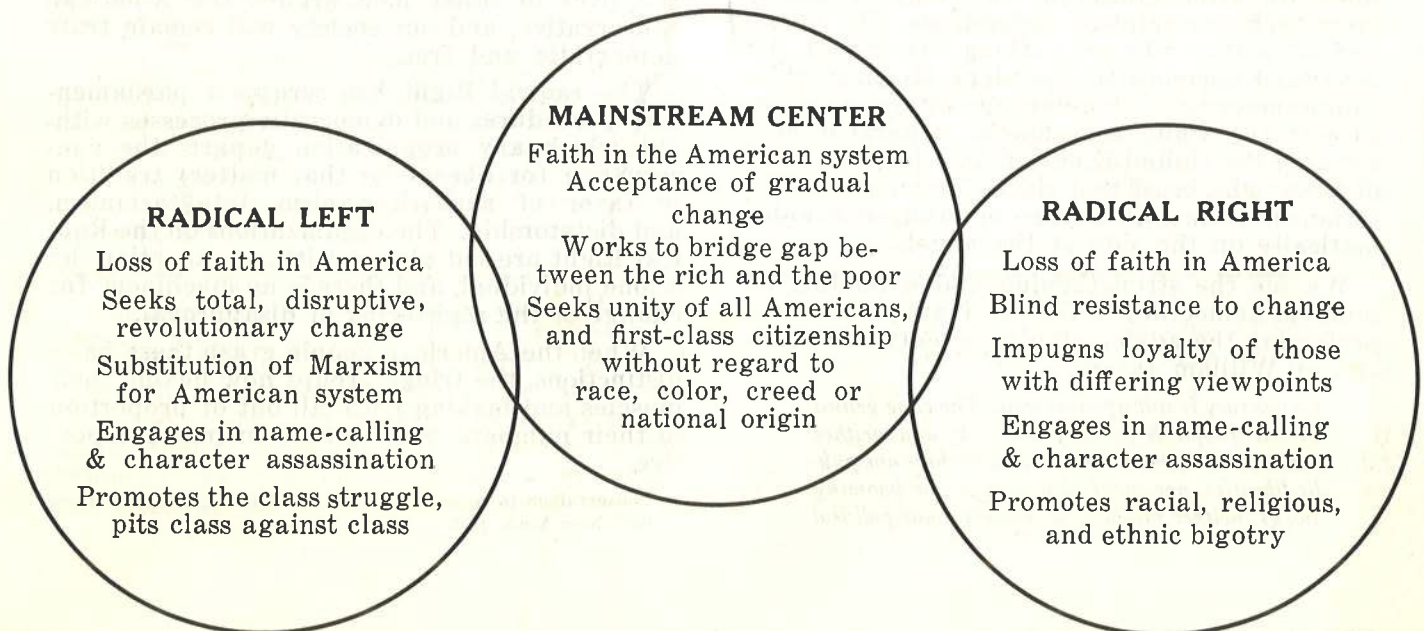 MAINSTREAM CENTER
Faith in the American system
Acceptance of gradual
change
Works to bridge gap be-
tween the rich and the poor
Seeks unity of all Americans,
and first-class citizenship
without regard to
race, color, creed or
national origin
RADICAL LEFT
Loss of faith in America
Seeks total, disruptive,
revolutionary change
Substitution of Marxism
for American system
Engages in name-calling
& character assassination
Promotes the class struggle,
pits class against class
RADICAL RIGHT
Loss of faith in America
Blind resistance to change
Impugns loyalty of those
with differing viewpoints
Engages in name-calling
& character assassination
Promotes racial, religious,
and ethnic bigotry